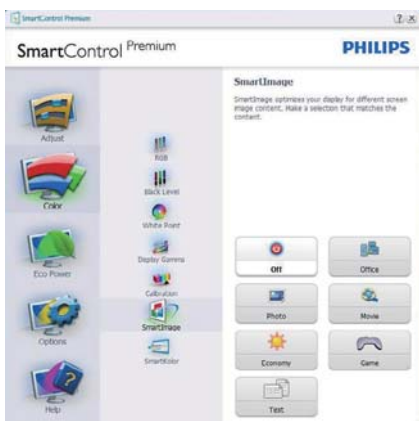 SmartControl Premium
SmartControl Premium
PHILIPS
Adjust
Color
Eco Power
Options
Help
RGB
Black Level
White Point
Display Gamma
Calibration
SmartImage
SmartKolor
SmartImage
SmartImage optimizes your display for different screen
image content. Make a selection that matches the
content.
Off
Office
Photo
Movie
Economy
Game
Text